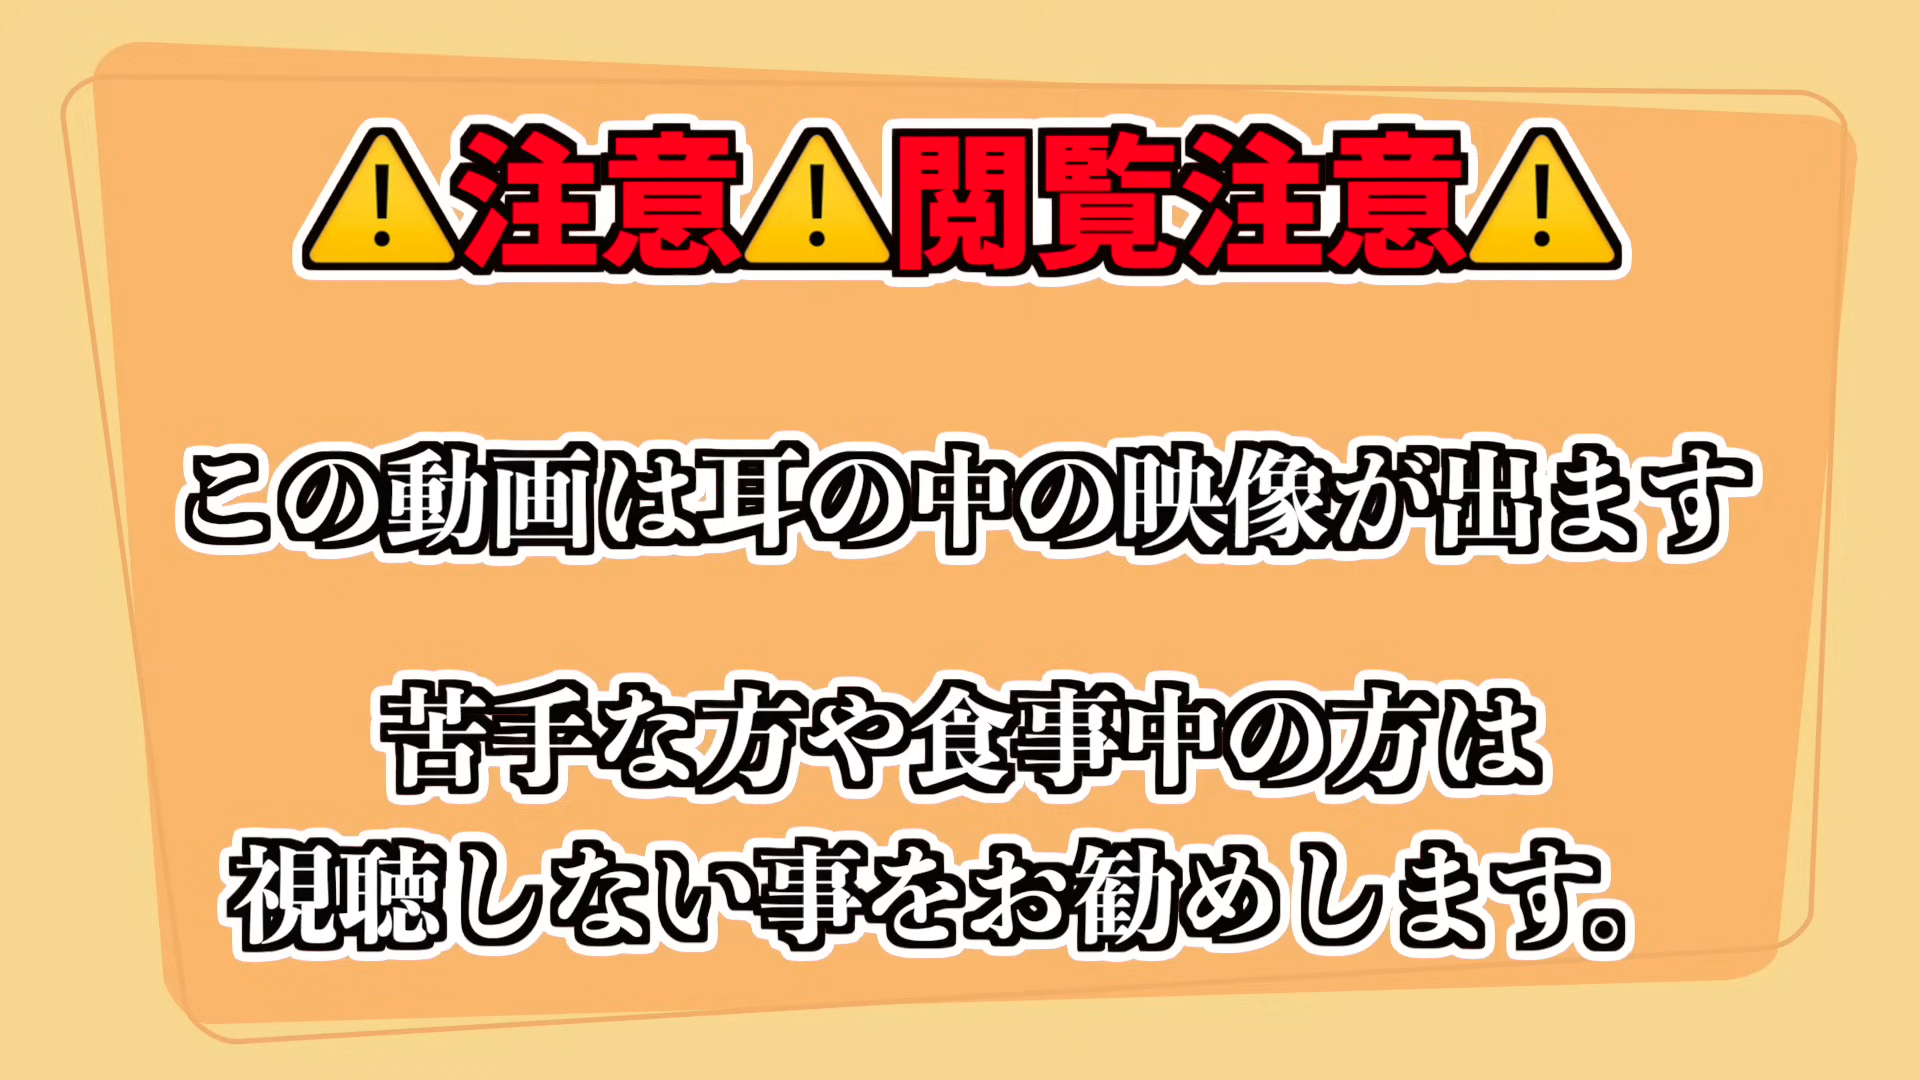 ⚠️注意⚠️閲覧注意⚠️
この動画は耳の中の映像が出ます
苦手な方や食事中の方は
視聴しない事をお勧めします。